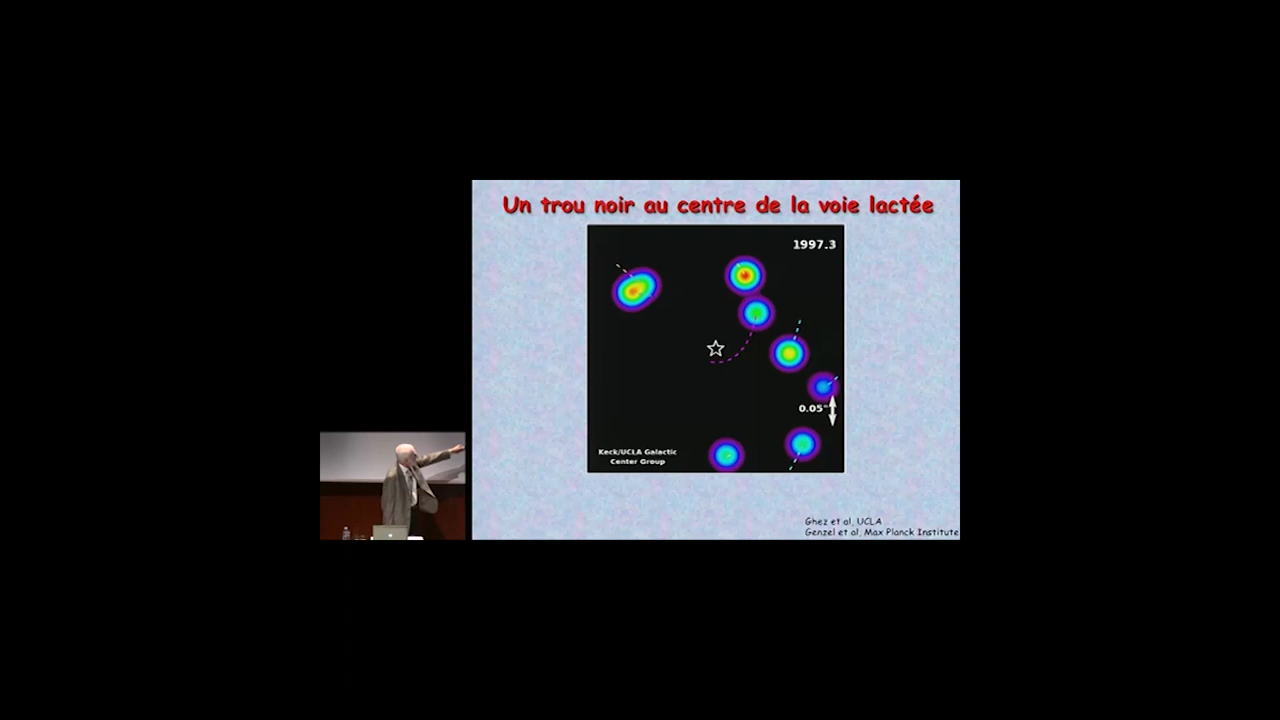 Un trou noir au centre de la voie lactée
1997.3
0.05"
Keck/UCLA Galactic
Center Group
Ghez et al, UCLA
Genzel et al, Max Planck Institute